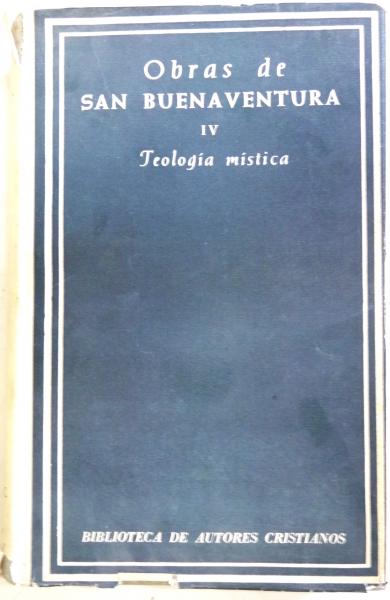 Obras de
SAN BUENAVENTURA
IV
Teología mística
BIBLIOTECA DE AUTORES CRISTIANOS